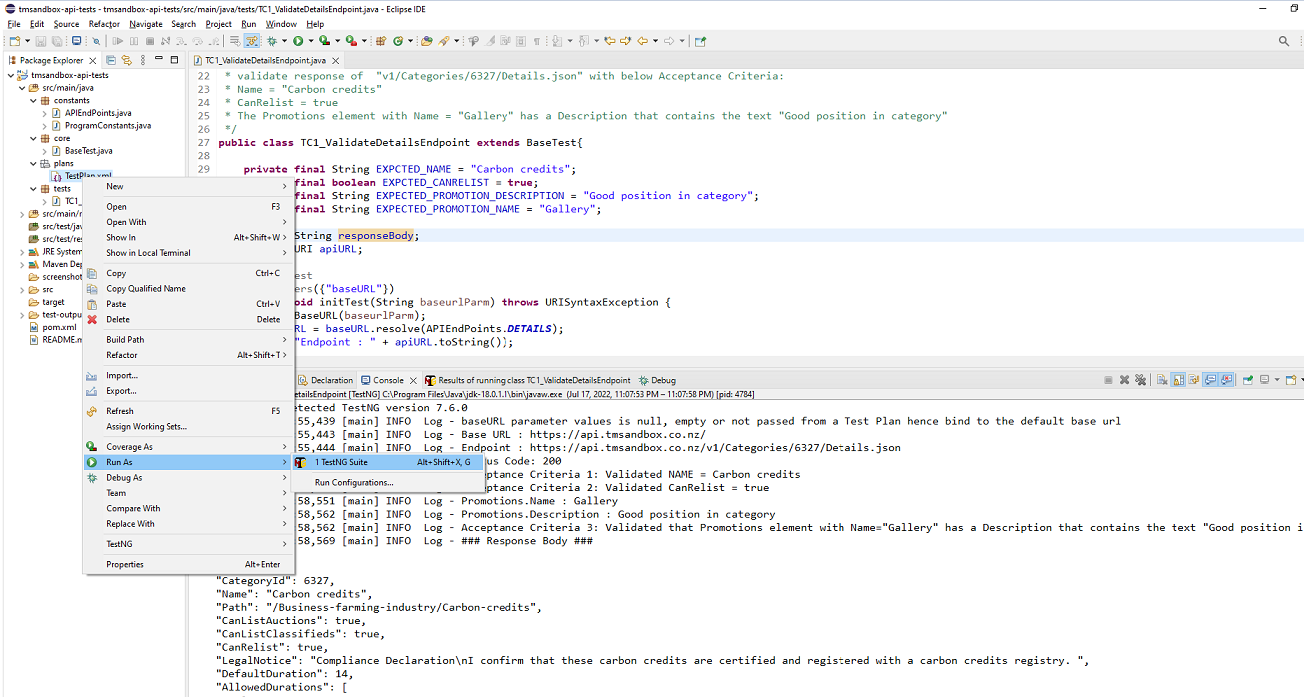 tmsandbox-api-tests - tmsandbox-api-tests/src/main/java/tests/TC1_ValidateDetailsEndpoint.java - Eclipse IDE
File Edit Source Refactor Navigate Search Project Run Window Help
Package Explorer
tmsandbox-api-tests
src/main/java
constants
APIEndPoints.java
ProgramConstants.java
core
BaseTest.java
plans
TestPlan.xml
tests
TC1_
src/main/r
src/test/jav
src/test/res
JRE System
Maven Dep
screenshot
src
target
test-outpu
pom.xml
README.m
New
Open F3
Open With
Show In Alt+Shift+W
Show in Local Terminal
Copy Ctrl+C
Copy Qualified Name
Paste Ctrl+V
Delete Delete
Build Path
Refactor Alt+Shift+T
Import...
Export...
Refresh F5
Assign Working Sets...
Coverage As
Run As
Debug As
Team
Compare With
Replace With
TestNG
Properties Alt+Enter
1 TestNG Suite Alt+Shift+X, G
Run Configurations...
TC1_ValidateDetailsEndpoint.java
22 * validate response of "v1/Categories/6327/Details.json" with below Acceptance Criteria:
23 * Name = "Carbon credits"
24 * CanRelist = true
25 * The Promotions element with Name = "Gallery" has a Description that contains the text "Good position in category"
26 */
27 public class TC1_ValidateDetailsEndpoint extends BaseTest{
28
29 private final String EXPCTED_NAME = "Carbon credits";
final boolean EXPCTED_CANRELIST = true;
final String EXPECTED_PROMOTION_DESCRIPTION = "Good position in category";
final String EXPECTED_PROMOTION_NAME = "Gallery";
String responseBody;
URI apiURL;
est
ers({"baseURL"})
oid initTest(String baseurlParm) throws URISyntaxException {
BaseURL(baseurlParm);
RL = baseURL.resolve(APIEndPoints.DETAILS);
"Endpoint : " + apiURL.toString());
Declaration Console Results of running class TC1_ValidateDetailsEndpoint Debug
etailsEndpoint [TestNG] C:\Program Files\Java\jdk-18.0.1.1\bin\javaw.exe (Jul 17, 2022, 11:07:53 PM – 11:07:58 PM) [pid: 4784]
etected TestNG version 7.6.0
55,439 [main] INFO Log - baseURL parameter values is null, empty or not passed from a Test Plan hence bind to the default base url
55,443 [main] INFO Log - Base URL : https://api.tmsandbox.co.nz/
55,444 [main] INFO Log - Endpoint : https://api.tmsandbox.co.nz/v1/Categories/6327/Details.json
us Code: 200
ceptance Criteria 1: Validated NAME = Carbon credits
ceptance Criteria 2: Validated CanRelist = true
58,551 [main] INFO Log - Promotions.Name : Gallery
58,562 [main] INFO Log - Promotions.Description : Good position in category
58,562 [main] INFO Log - Acceptance Criteria 3: Validated that Promotions element with Name="Gallery" has a Description that contains the text "Good position i
58,569 [main] INFO Log - ### Response Body ###
"CategoryId": 6327,
"Name": "Carbon credits",
"Path": "/Business-farming-industry/Carbon-credits",
"CanListAuctions": true,
"CanListClassifieds": true,
"CanRelist": true,
"LegalNotice": "Compliance Declaration\nI confirm that these carbon credits are certified and registered with a carbon credits registry. ",
"DefaultDuration": 14,
"AllowedDurations": [